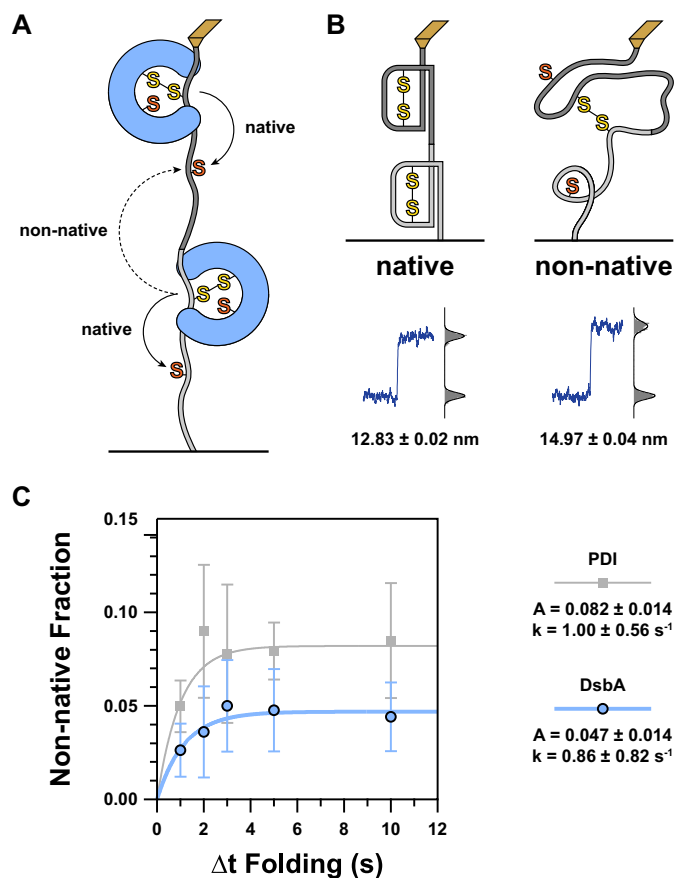 A
S
S
S
native
S
non-native
S
S
S
native
S
B
S
S
S
S
native
S
S
S
S
non-native
12.83 ± 0.02 nm
14.97 ± 0.04 nm
C
Non-native Fraction
0.15
0.10
0.05
0.00
0 2 4 6 8 10 12
Δt Folding (s)
PDI
A = 0.082 ± 0.014
k = 1.00 ± 0.56 s⁻¹
DsbA
A = 0.047 ± 0.014
k = 0.86 ± 0.82 s⁻¹